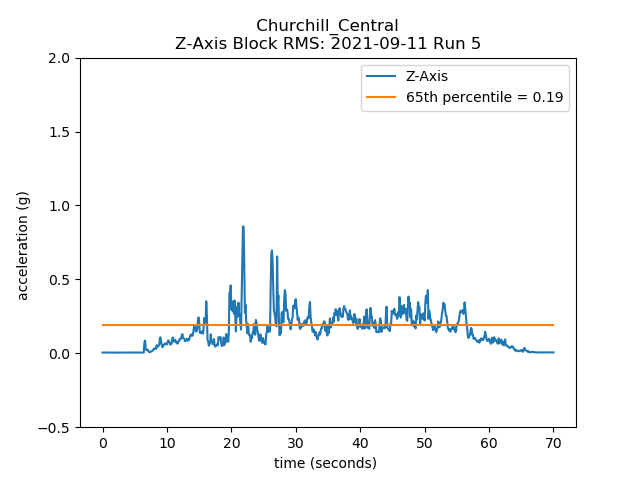 Churchill_Central
Z-Axis Block RMS: 2021-09-11 Run 5
2.0
1.5
1.0
0.5
0.0
−0.5
acceleration (g)
Z-Axis
65th percentile = 0.19
0 10 20 30 40 50 60 70
time (seconds)